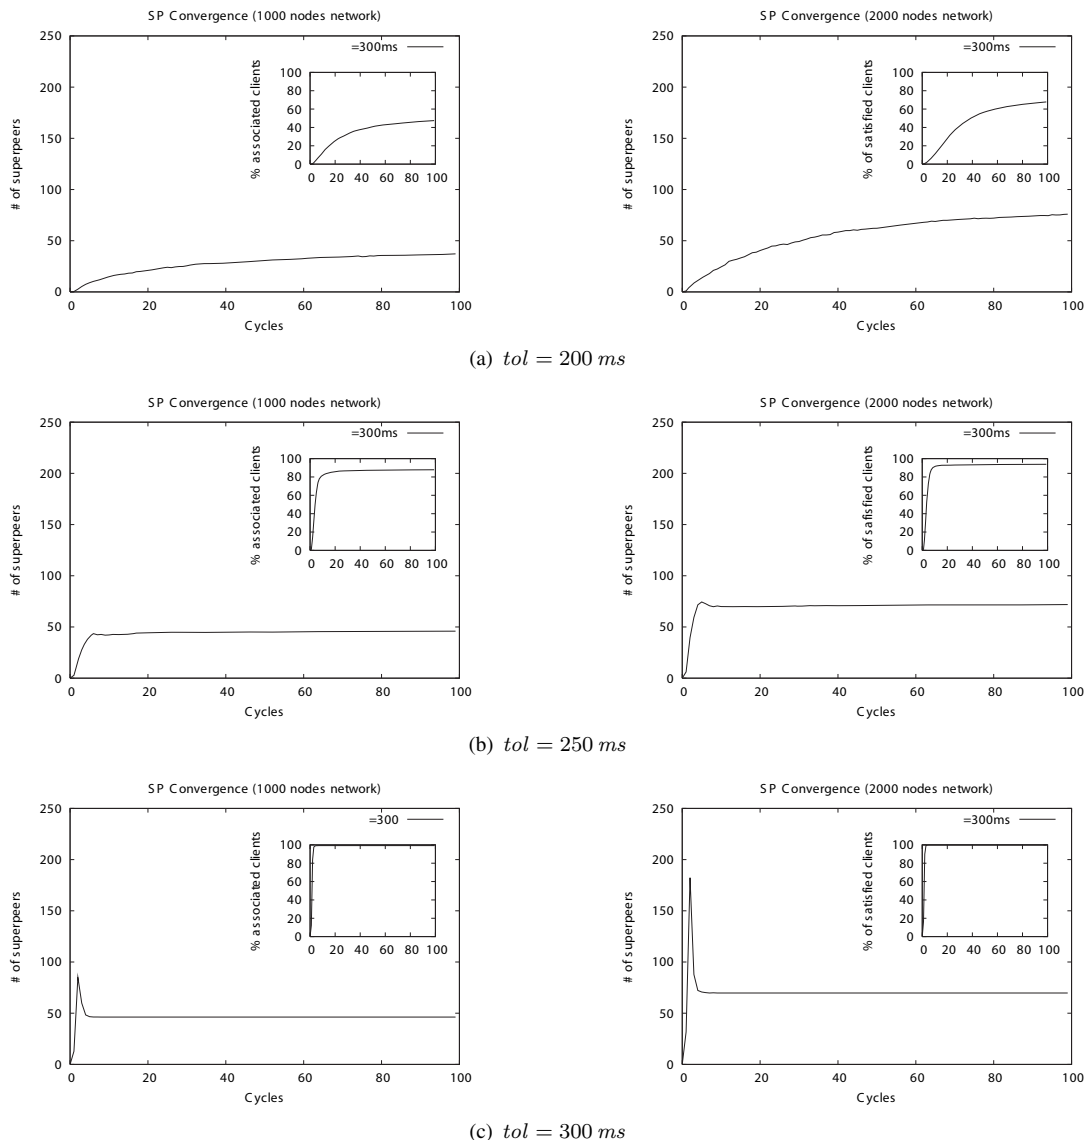 SP Convergence (1000 nodes network)
250
200
150
100
50
0
# of superpeers
0 20 40 60 80 100
Cycles
=300ms
% associated clients
100
80
60
40
20
0
0 20 40 60 80 100
SP Convergence (2000 nodes network)
250
200
150
100
50
0
# of superpeers
0 20 40 60 80 100
Cycles
=300ms
% of satisfied clients
100
80
60
40
20
0
0 20 40 60 80 100
(a) tol = 200 ms
SP Convergence (1000 nodes network)
250
200
150
100
50
0
# of superpeers
0 20 40 60 80 100
Cycles
=300ms
% associated clients
100
80
60
40
20
0
0 20 40 60 80 100
SP Convergence (2000 nodes network)
250
200
150
100
50
0
# of superpeers
0 20 40 60 80 100
Cycles
=300ms
% of safisfied clients
100
80
60
40
20
0
0 20 40 60 80 100
(b) tol = 250 ms
SP Convergence (1000 nodes network)
250
200
150
100
50
0
# of superpeers
0 20 40 60 80 100
Cycles
=300
% associated clients
100
80
60
40
20
0
0 20 40 60 80 100
SP Convergence (2000 nodes network)
250
200
150
100
50
0
# of superpeers
0 20 40 60 80 100
Cycles
=300ms
% of satisfied clients
100
80
60
40
20
0
0 20 40 60 80 100
(c) tol = 300 ms